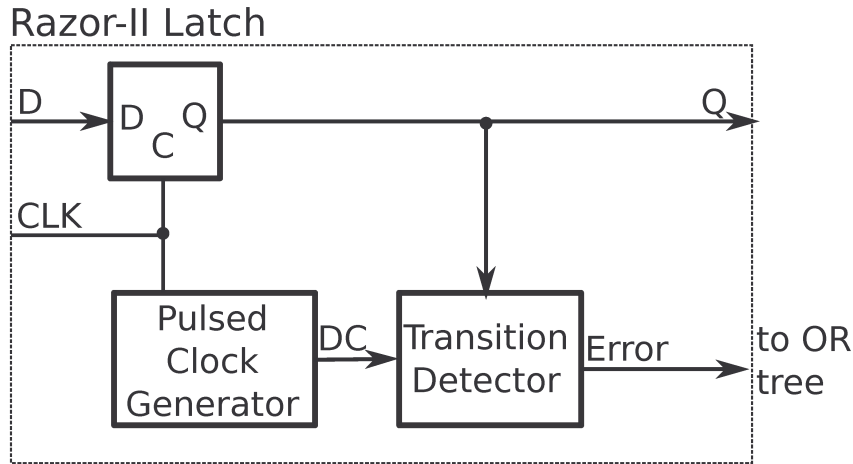 Razor-II Latch
D
D
Q
C
Q
CLK
Pulsed
Clock
Generator
DC
Transition
Detector
Error
to OR
tree